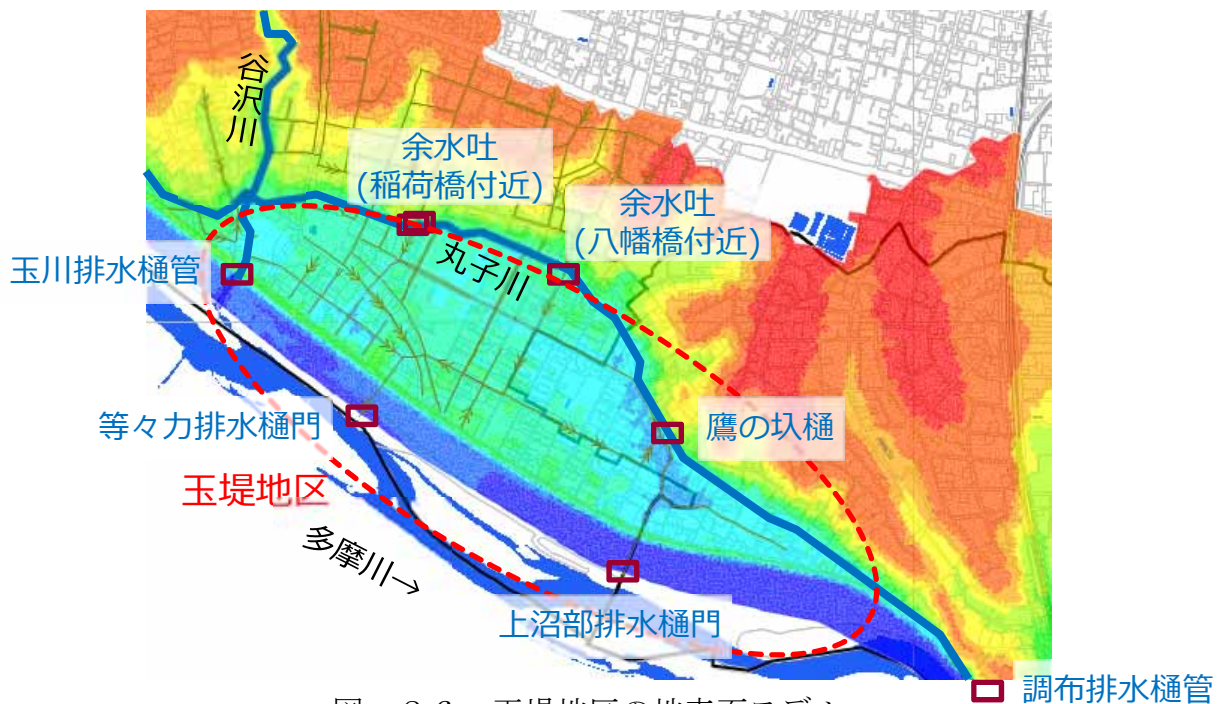 谷沢川
余水吐
(稲荷橋付近)
余水吐
(八幡橋付近)
丸子川
玉川排水樋管
等々力排水樋門
鷹の圦樋
玉堤地区
多摩川→
上沼部排水樋門
調布排水樋管